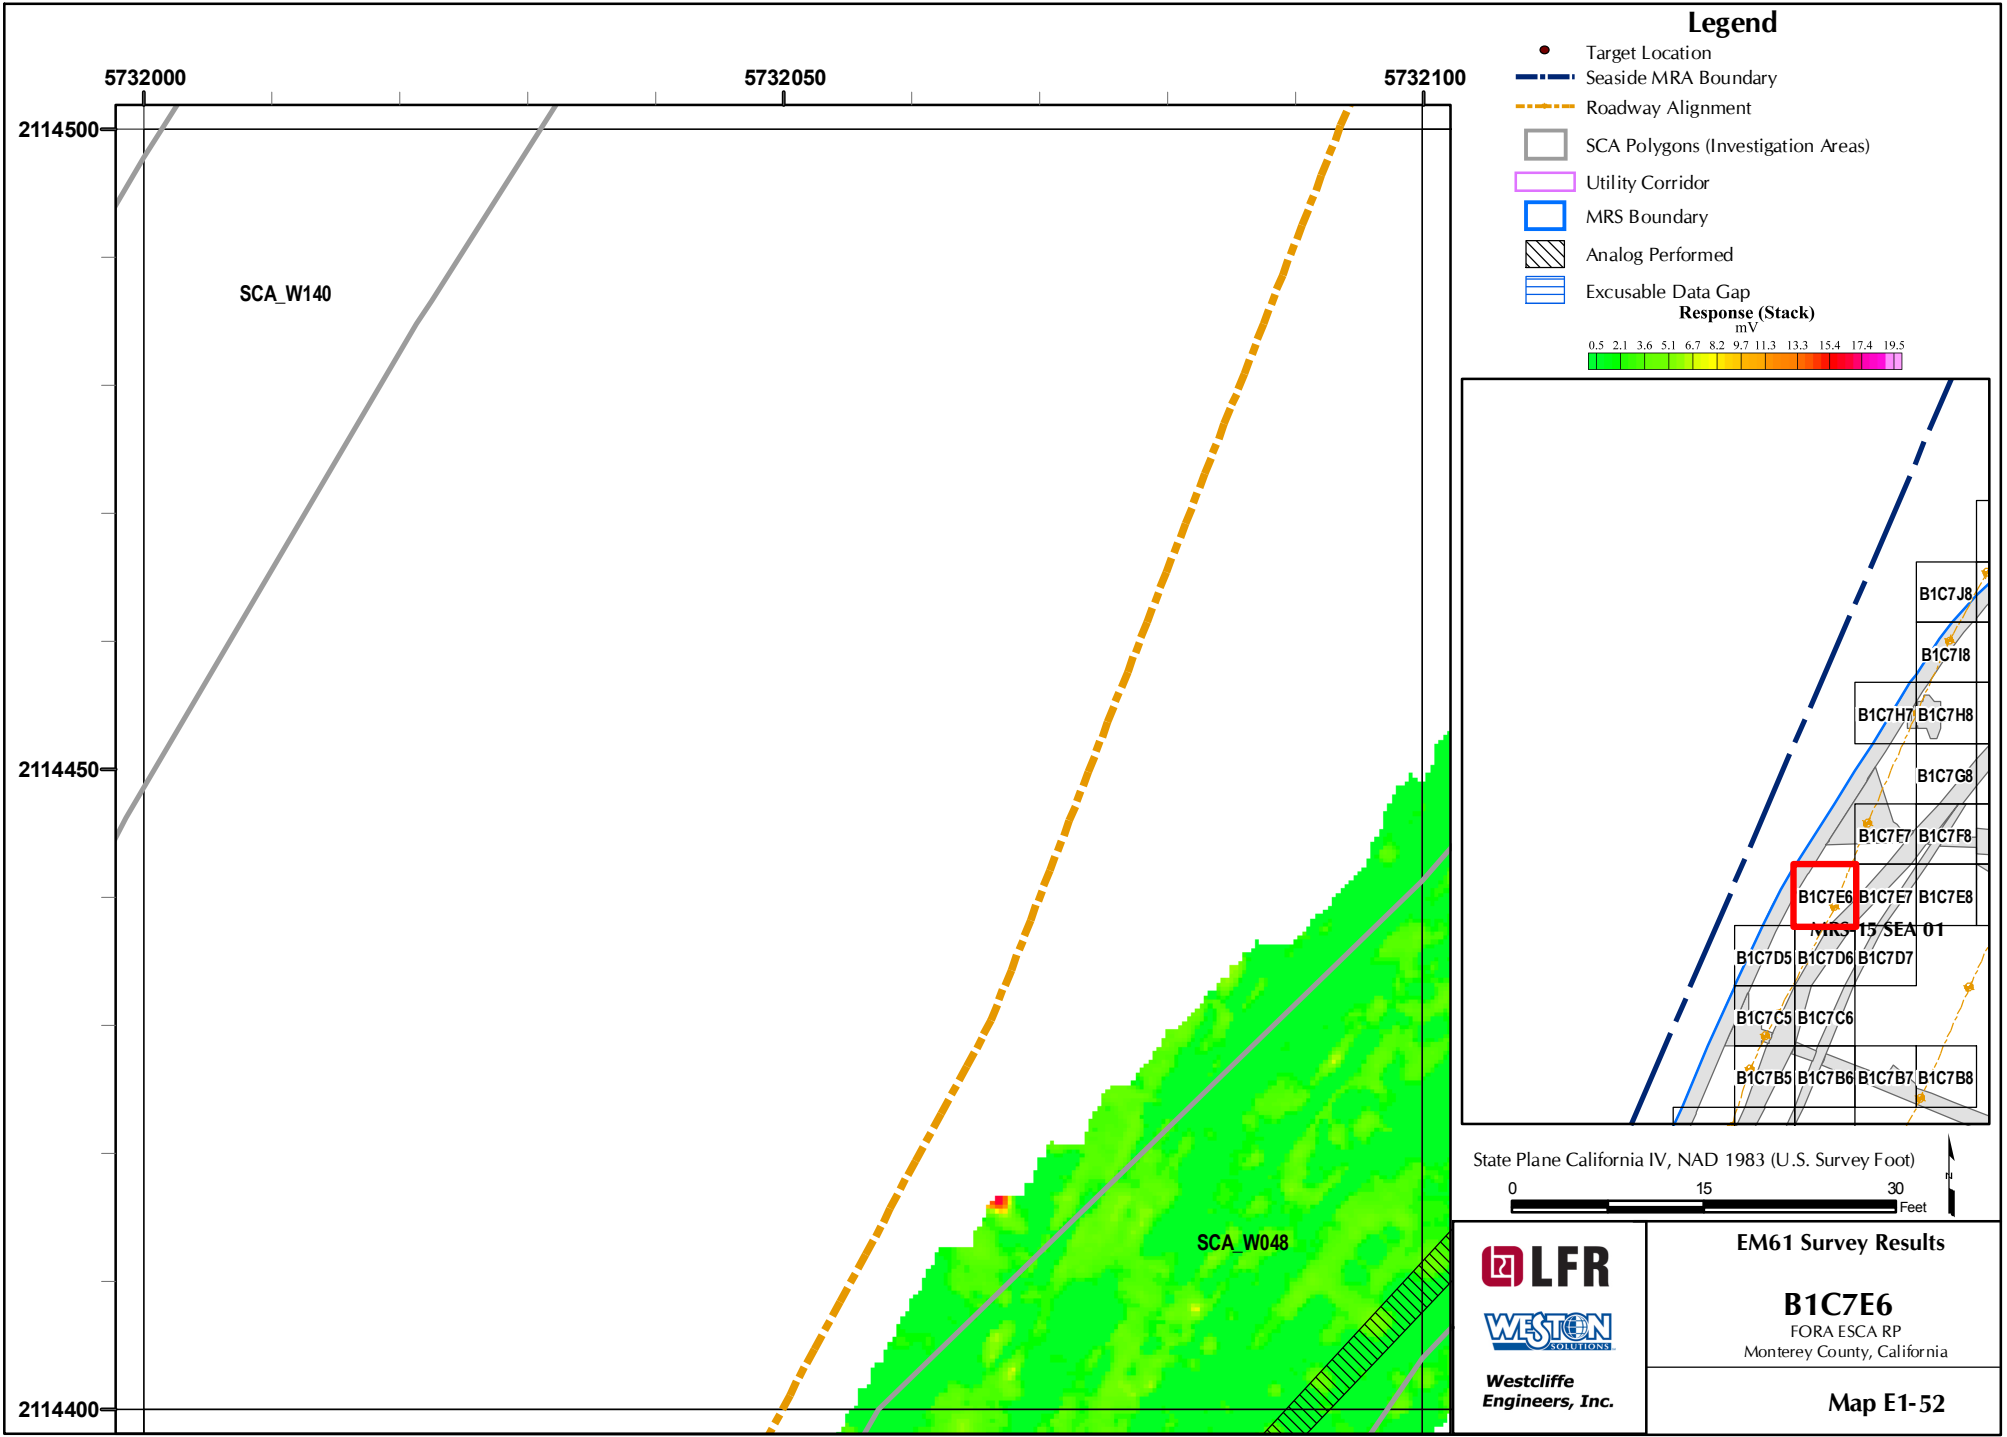 Legend
Target Location
Seaside MRA Boundary
Roadway Alignment
SCA Polygons (Investigation Areas)
Utility Corridor
MRS Boundary
Analog Performed
Excusable Data Gap
Response (Stack)
mV
0.5 2.1 3.6 5.1 6.7 8.2 9.7 11.3 13.3 15.4 17.4 19.5
5732000 5732050 5732100
2114500
SCA_W140
2114450
SCA_W048
2114400
B1C7J8
B1C7I8
B1C7H7 B1C7H8
B1C7G8
B1C7F7 B1C7F8
B1C7E6 B1C7E7 B1C7E8
MRS-15 SEA 01
B1C7D5 B1C7D6 B1C7D7
B1C7C5 B1C7C6
B1C7B5 B1C7B6 B1C7B7 B1C7B8
State Plane California IV, NAD 1983 (U.S. Survey Foot)
0 15 30
Feet
Z
LFR
WESTON
SOLUTIONS
Westcliffe
Engineers, Inc.
EM61 Survey Results
B1C7E6
FORA ESCA RP
Monterey County, California
Map E1-52